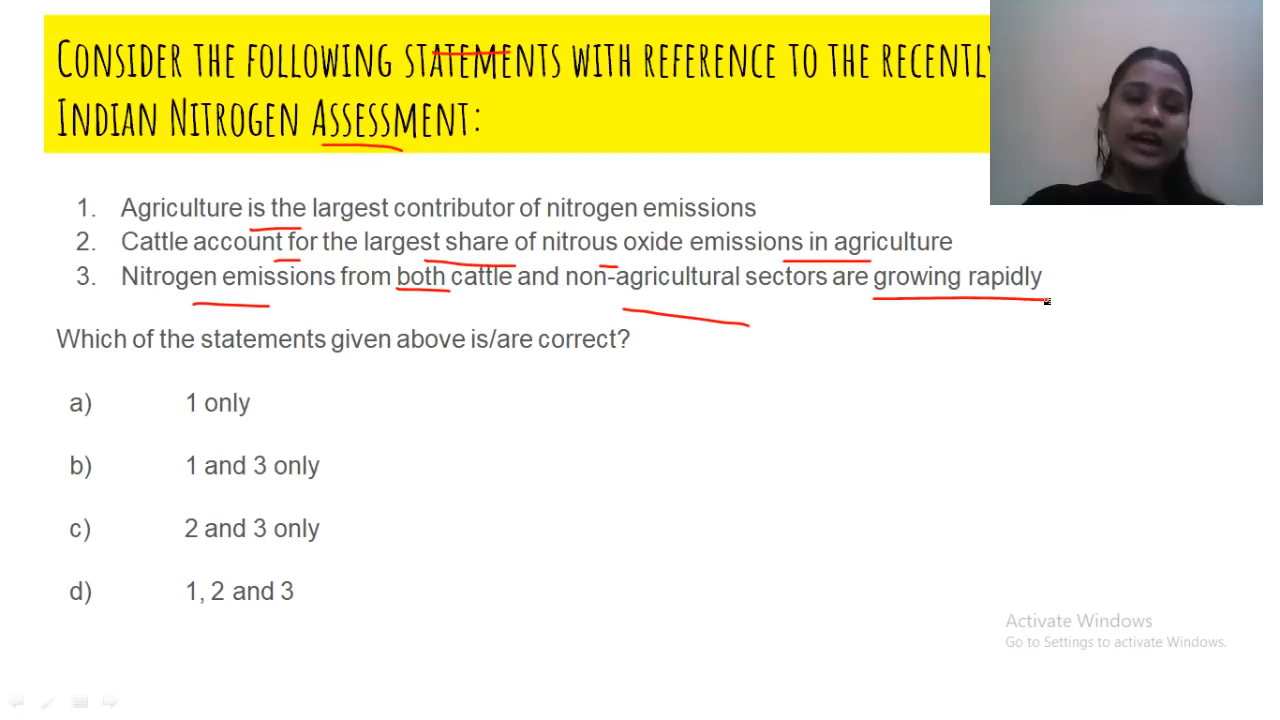 CONSIDER THE FOLLOWING STATEMENTS WITH REFERENCE TO THE RECENTLY
INDIAN NITROGEN ASSESSMENT:
1. Agriculture is the largest contributor of nitrogen emissions
2. Cattle account for the largest share of nitrous oxide emissions in agriculture
3. Nitrogen emissions from both cattle and non-agricultural sectors are growing rapidly
Which of the statements given above is/are correct?
a) 1 only
b) 1 and 3 only
c) 2 and 3 only
d) 1, 2 and 3
Activate Windows
Go to Settings to activate Windows.